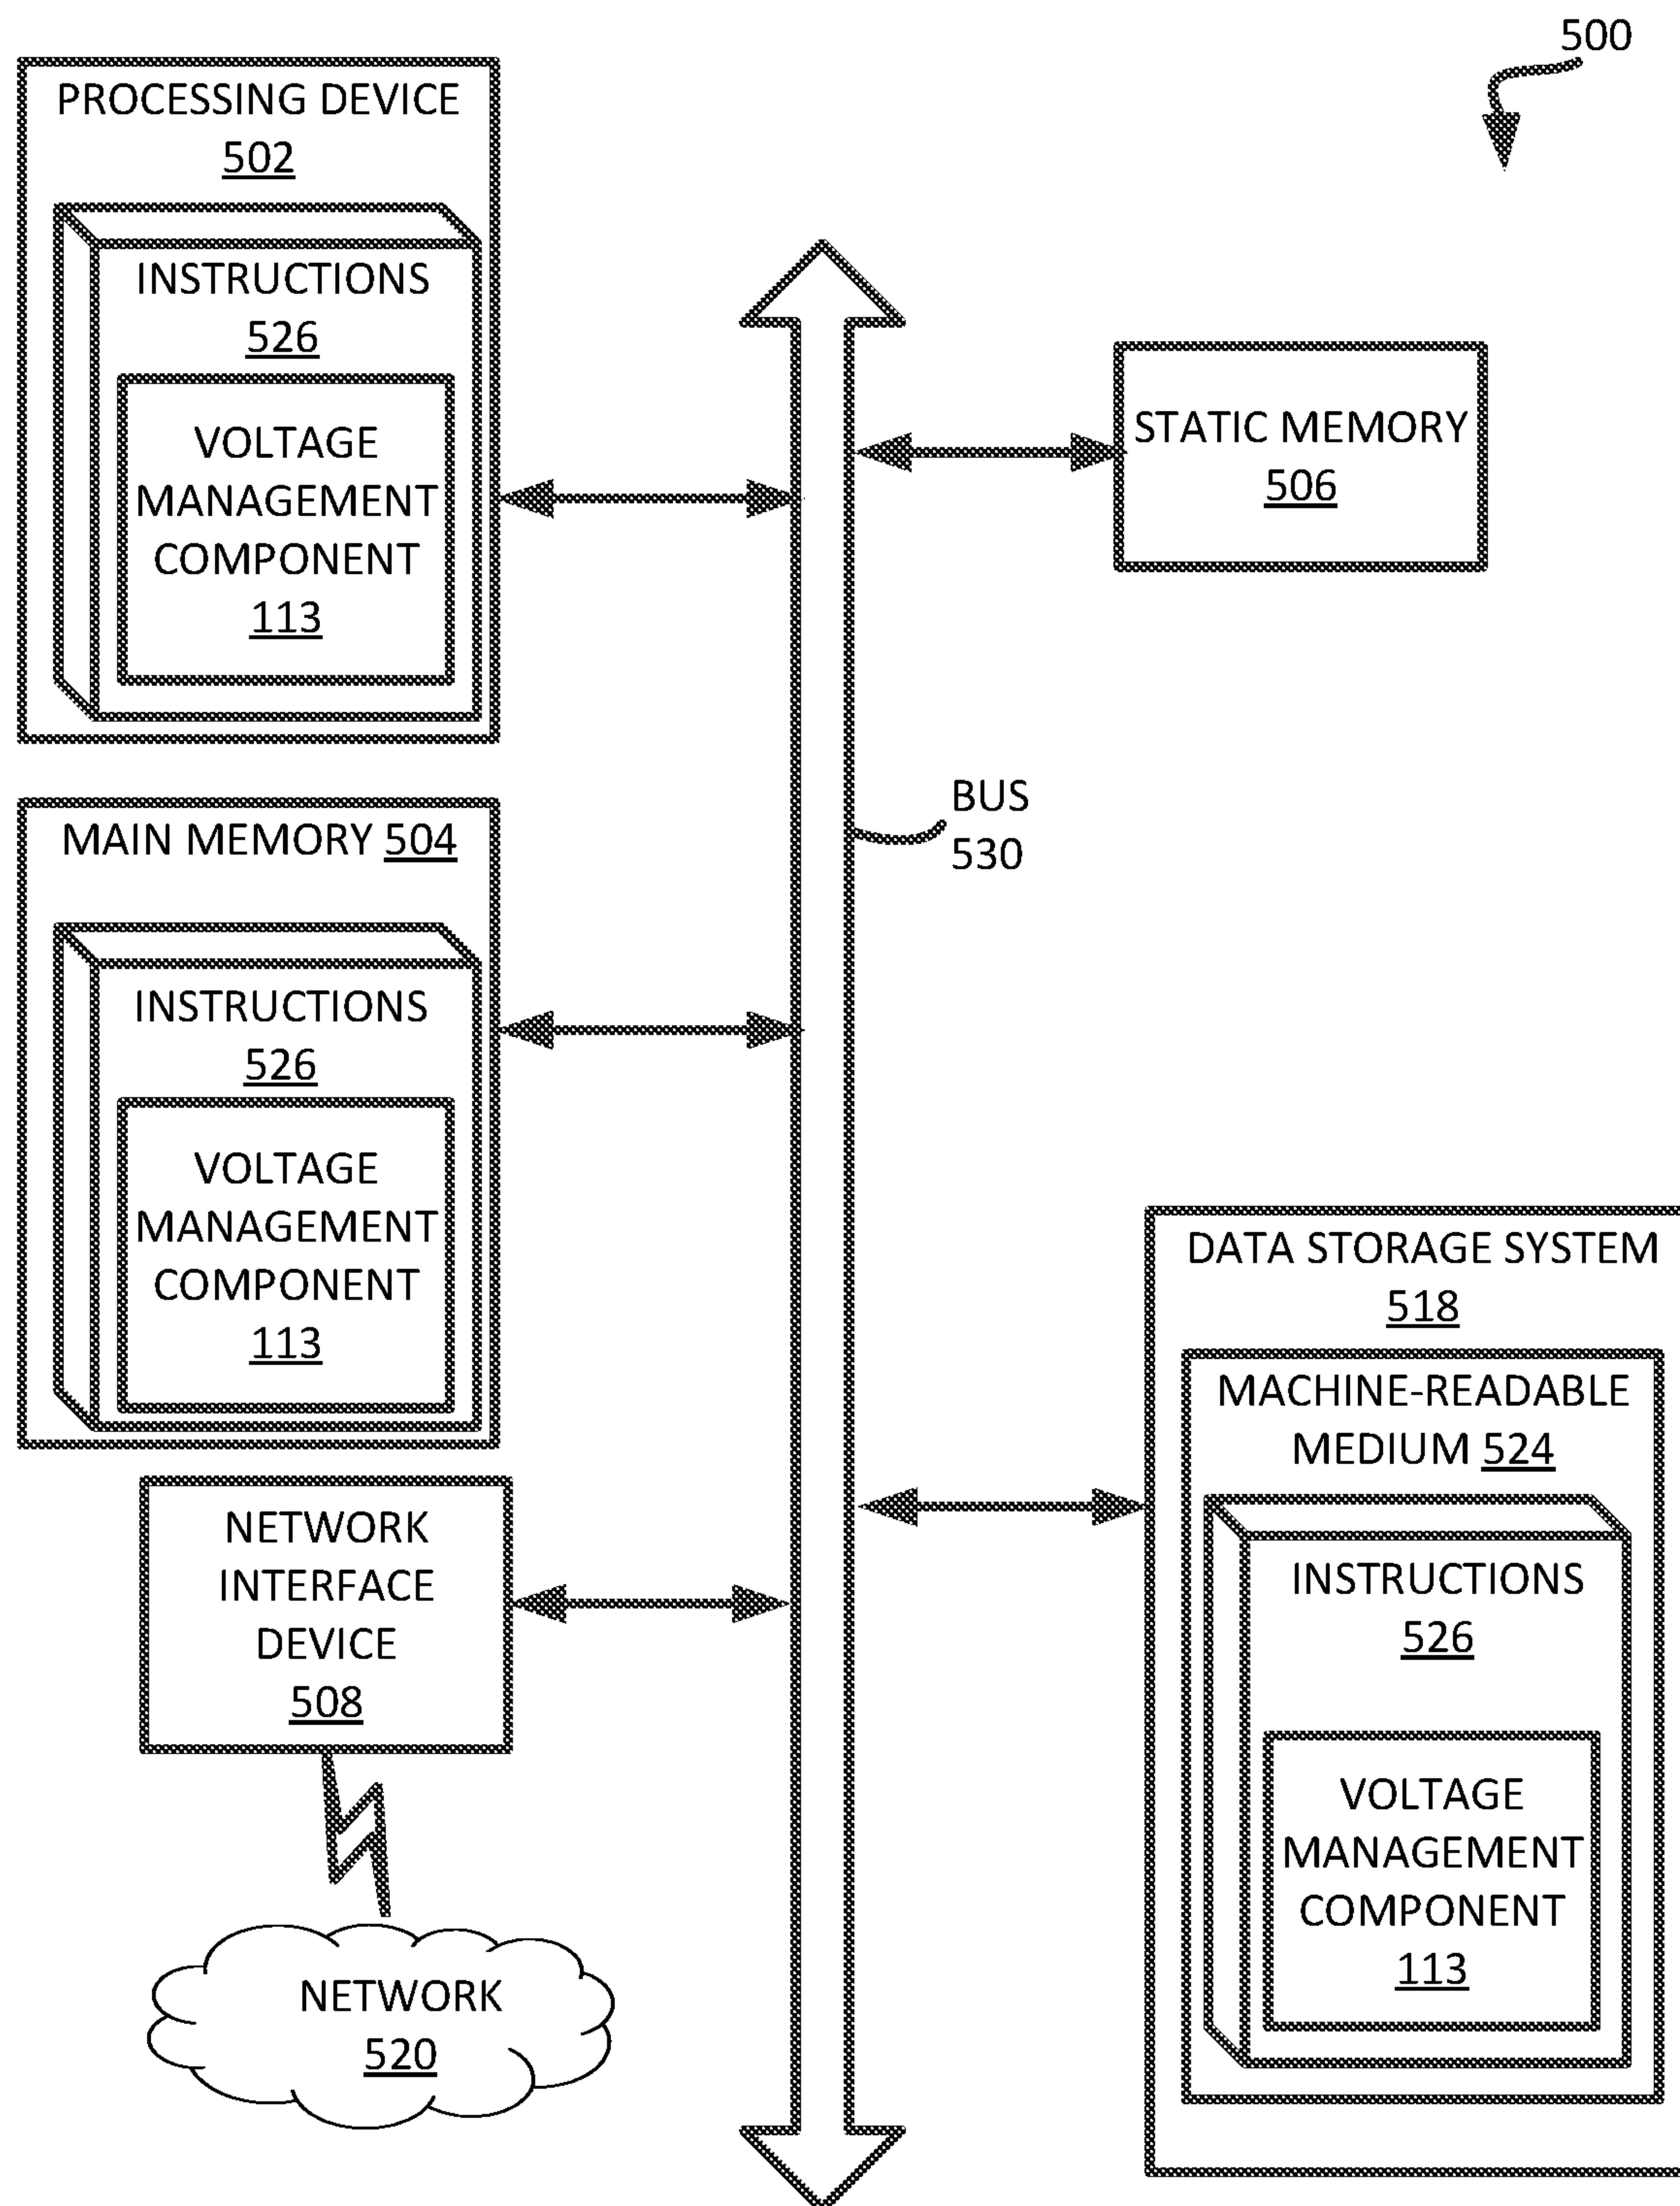 500
PROCESSING DEVICE
502
INSTRUCTIONS
526
VOLTAGE
MANAGEMENT
COMPONENT
113
STATIC MEMORY
506
BUS
530
MAIN MEMORY 504
INSTRUCTIONS
526
VOLTAGE
MANAGEMENT
COMPONENT
113
DATA STORAGE SYSTEM
518
MACHINE-READABLE
MEDIUM 524
INSTRUCTIONS
526
VOLTAGE
MANAGEMENT
COMPONENT
113
NETWORK
INTERFACE
DEVICE
508
NETWORK
520